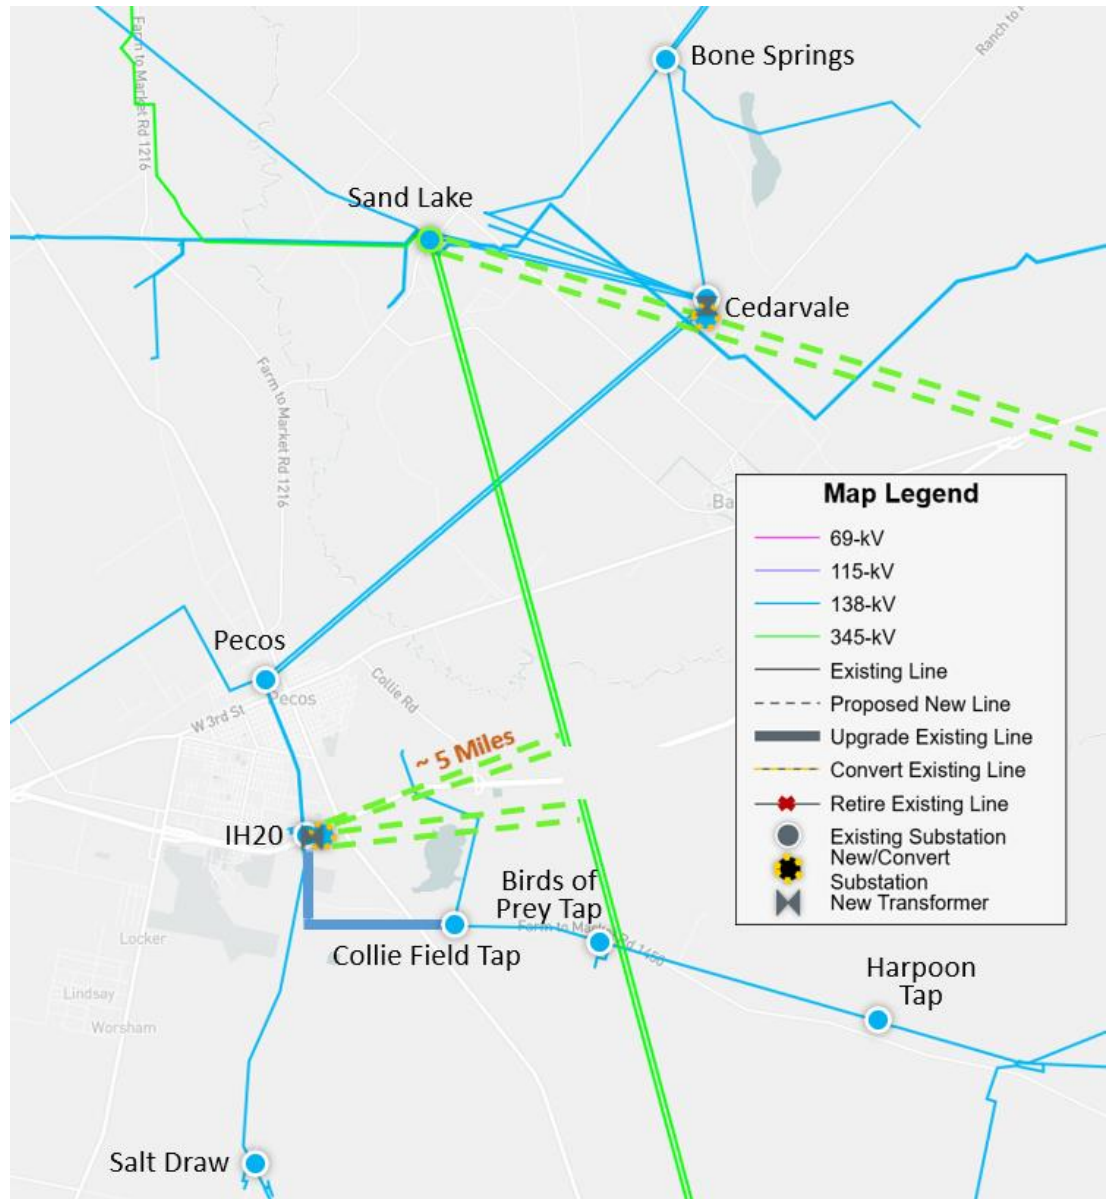 Farm to Market Rd 1216
Bone Springs
Sand Lake
Cedarvale
Farm to Market Rd 1216
Map Legend
69-kV
115-kV
138-kV
345-kV
Existing Line
Proposed New Line
Upgrade Existing Line
Convert Existing Line
Retire Existing Line
Existing Substation
New/Convert
Substation
New Transformer
Pecos
Pecos
Collie Rd
W 3rd St
~ 5 Miles
IH20
Birds of
Prey Tap
Farm to Market Rd 1450
Collie Field Tap
Locker
Lindsay
Worsham
Harpoon
Tap
Salt Draw